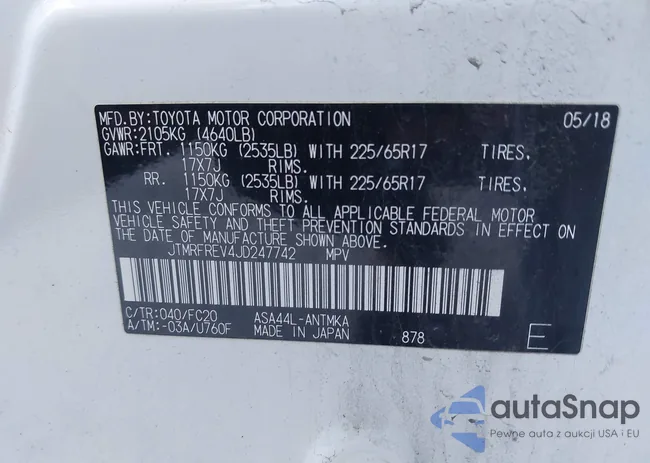 MFD.BY:TOYOTA MOTOR CORPORATION 05/18
GVWR:2105KG (4640LB)
GAWR:FRT. 1150KG (2535LB) WITH 225/65R17 TIRES.
17X7J RIMS.
RR. 1150KG (2535LB) WITH 225/65R17 TIRES.
17X7J RIMS.
THIS VEHICLE CONFORMS TO ALL APPLICABLE FEDERAL MOTOR
VEHICLE SAFETY AND THEFT PREVENTION STANDARDS IN EFFECT ON
THE DATE OF MANUFACTURE SHOWN ABOVE.
JTMRFREV4JD247742 MPV
C/TR:040/FC20 ASA44L-ANTMKA
A/TM:-03A/U760F MADE IN JAPAN 878 E
autaSnap
Pewne auta z aukcji USA i EU